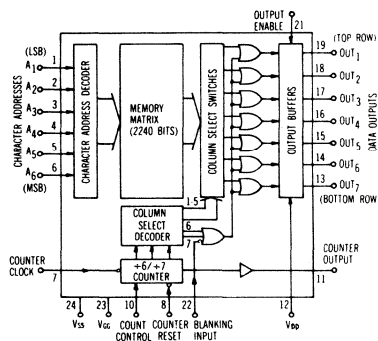 OUTPUT
ENABLE
21
(LSB)
(TOP ROW)
CHARACTER ADDRESSES
A1 1
A2 2
A3 3
A4 4
A5 5
A6 6
(MSB)
CHARACTER ADDRESS DECODER
MEMORY
MATRIX
(2240 BITS)
COLUMN SELECT SWITCHES
OUTPUT BUFFERS
19 OUT1
18 OUT2
17 OUT3
16 OUT4
15 OUT5
14 OUT6
13 OUT7
(BOTTOM ROW)
DATA OUTPUTS
1-5
COLUMN
SELECT
DECODER
6
7
COUNTER
CLOCK
7
÷6/÷7
COUNTER
COUNTER
OUTPUT
11
24
VSS
23
VGG
10
COUNT
CONTROL
8
COUNTER
RESET
22
BLANKING
INPUT
12
VDD